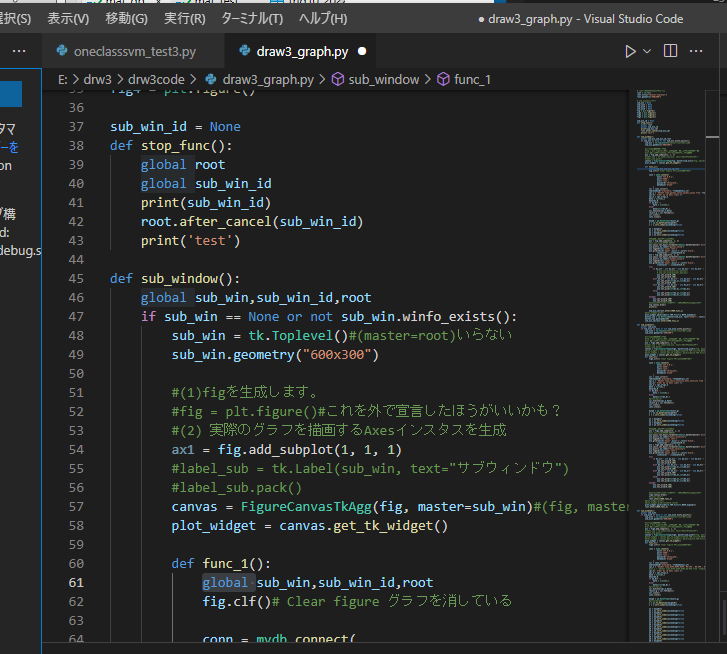 選択(S) 表示(V) 移動(G) 実行(R) ターミナル(T) ヘルプ(H) ● draw3_graph.py - Visual Studio Code
oneclasssvm_test3.py draw3_graph.py ●
E: > drw3 > drw3code > draw3_graph.py > sub_window > func_1
36
37 sub_win_id = None
38 def stop_func():
39 global root
40 global sub_win_id
41 print(sub_win_id)
42 root.after_cancel(sub_win_id)
43 print('test')
44
45 def sub_window():
46 global sub_win,sub_win_id,root
47 if sub_win == None or not sub_win.winfo_exists():
48 sub_win = tk.Toplevel()#(master=root)いらない
49 sub_win.geometry("600x300")
50
51 #(1)figを生成します。
52 #fig = plt.figure()#これを外で宣言したほうがいいかも？
53 #(2) 実際のグラフを描画するAxesインスタスを生成
54 ax1 = fig.add_subplot(1, 1, 1)
55 #label_sub = tk.Label(sub_win, text="サブウィンドウ")
56 #label_sub.pack()
57 canvas = FigureCanvasTkAgg(fig, master=sub_win)#(fig, master
58 plot_widget = canvas.get_tk_widget()
59
60 def func_1():
61 global sub_win,sub_win_id,root
62 fig.clf()# Clear figure グラフを消している
63
64 conn = mydb.connect(
タマ
ーを
on
プ構
d:
debug.s